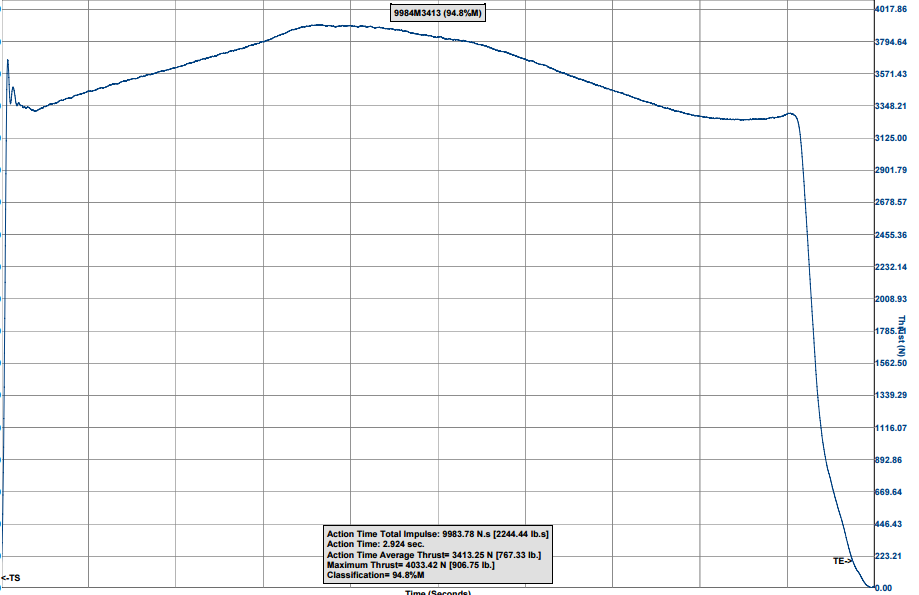 9984M3413 (94.8%M)
4017.86
3794.64
3571.43
3348.21
3125.00
2901.79
2678.57
2455.36
2232.14
2008.93
1785.71
1562.50
1339.29
1116.07
892.86
669.64
446.43
223.21
0.00
Thrust (N)
Action Time Total Impulse: 9983.78 N.s [2244.44 lb.s]
Action Time: 2.924 sec.
Action Time Average Thrust= 3413.25 N [767.33 lb.]
Maximum Thrust= 4033.42 N [906.75 lb.]
Classification= 94.8%M
<-TS
TE->
Time (Seconds)